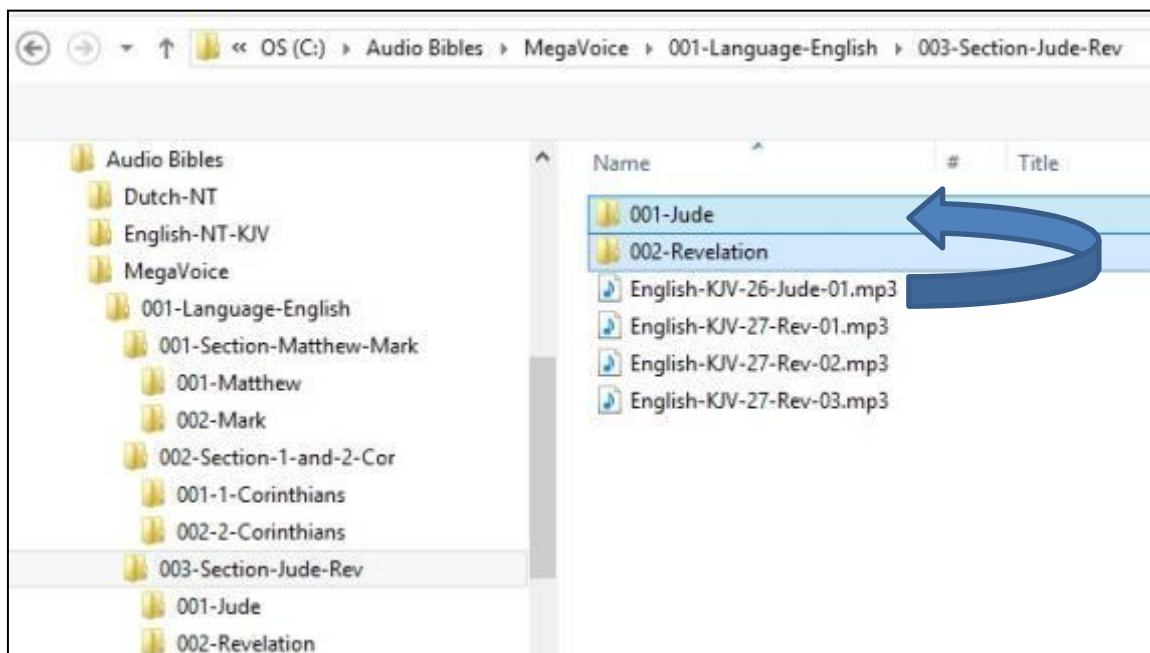 « OS (C:) ▸ Audio Bibles ▸ MegaVoice ▸ 001-Language-English ▸ 003-Section-Jude-Rev
Audio Bibles
Dutch-NT
English-NT-KJV
MegaVoice
001-Language-English
001-Section-Matthew-Mark
001-Matthew
002-Mark
002-Section-1-and-2-Cor
001-1-Corinthians
002-2-Corinthians
003-Section-Jude-Rev
001-Jude
002-Revelation
Name # Title
001-Jude
002-Revelation
English-KJV-26-Jude-01.mp3
English-KJV-27-Rev-01.mp3
English-KJV-27-Rev-02.mp3
English-KJV-27-Rev-03.mp3